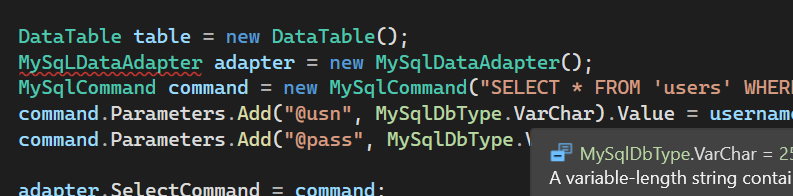 DataTable table = new DataTable();
MySqLDataAdapter adapter = new MySqlDataAdapter();
MySqlCommand command = new MySqlCommand("SELECT * FROM 'users' WHERE
command.Parameters.Add("@usn", MySqlDbType.VarChar).Value = username
command.Parameters.Add("@pass", MySqlDbType.V
MySqlDbType.VarChar = 25
A variable-length string contai
adapter.SelectCommand = command;